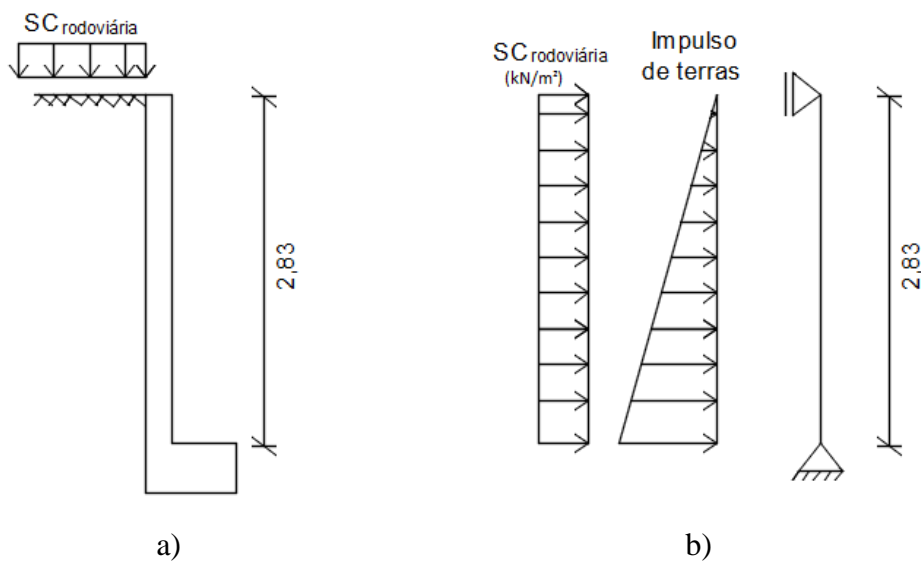 SC rodoviária
2,83
a)
SC rodoviária
(kN/m²)
Impulso
de terras
2,83
b)